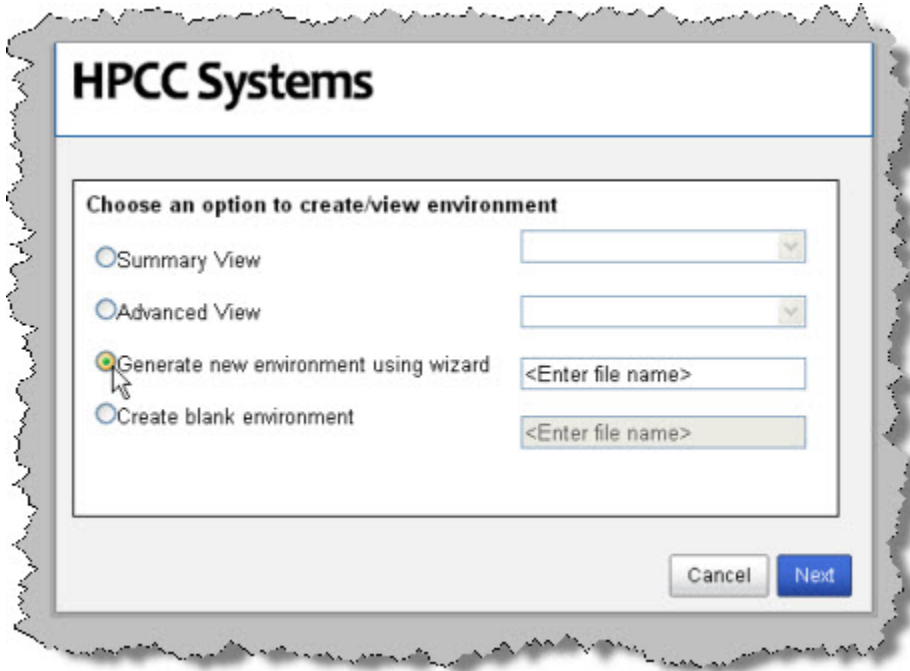 HPCC Systems
Choose an option to create/view environment
Summary View
Advanced View
Generate new environment using wizard
<Enter file name>
Create blank environment
<Enter file name>
Cancel
Next